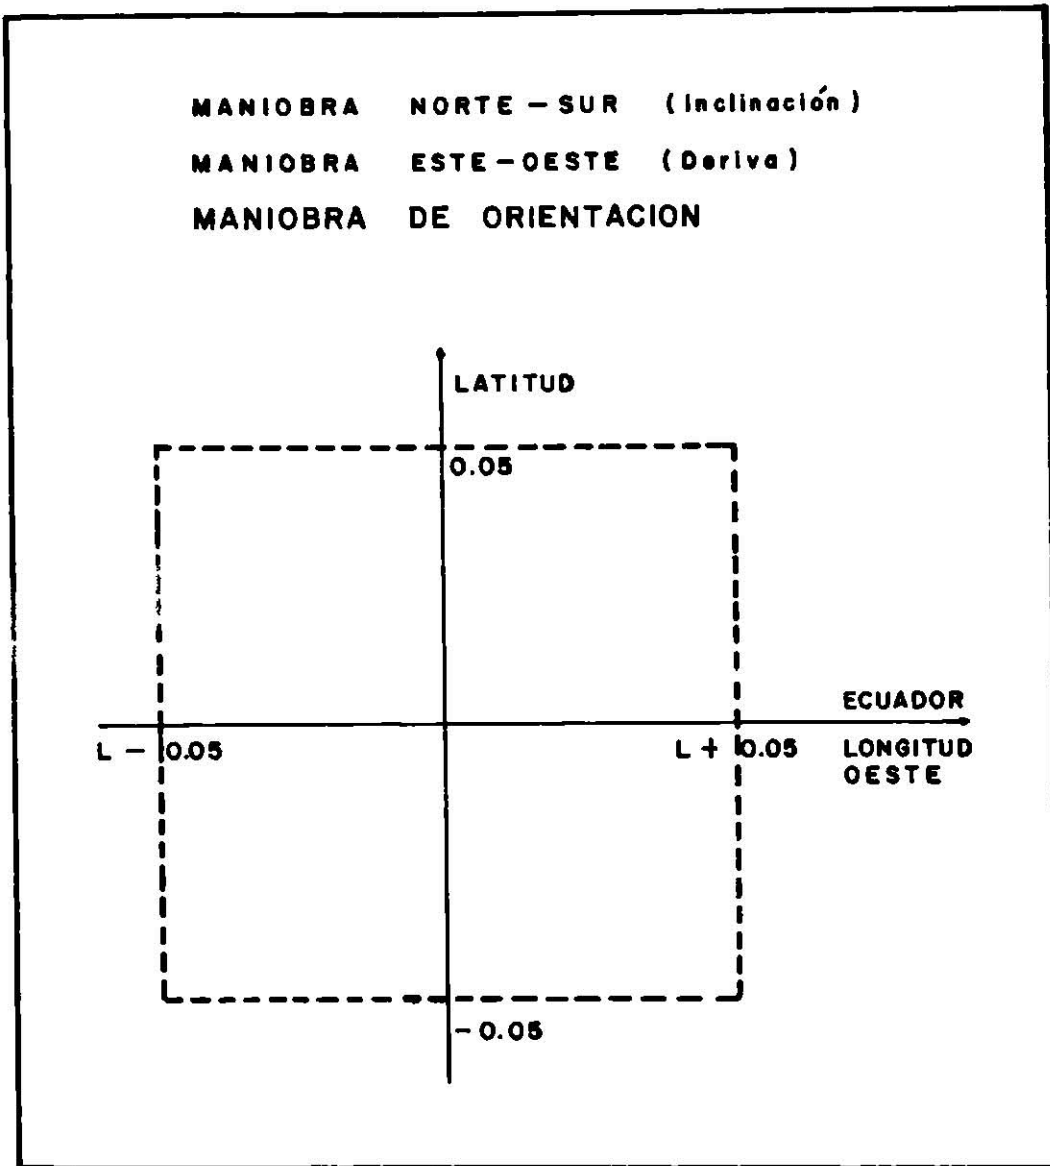 MANIOBRA NORTE-SUR (Inclinación)
MANIOBRA ESTE-OESTE (Deriva)
MANIOBRA DE ORIENTACION
LATITUD
0.05
ECUADOR
L - 0.05
L + 0.05
LONGITUD
OESTE
-0.05